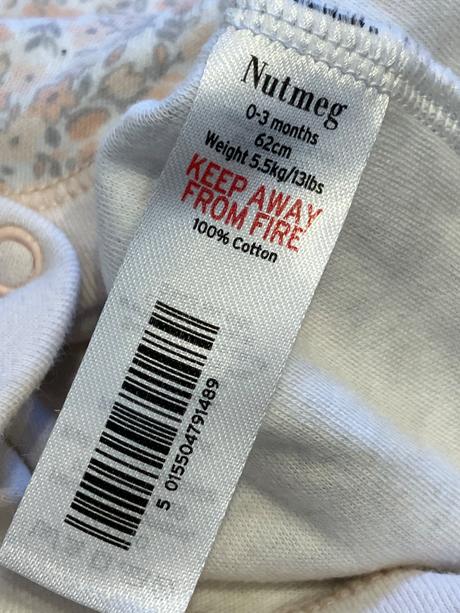 Nutmeg
0-3 months
62cm
Weight 5.5kg/13lbs
KEEP AWAY
FROM FIRE
100% Cotton
5 015504791489